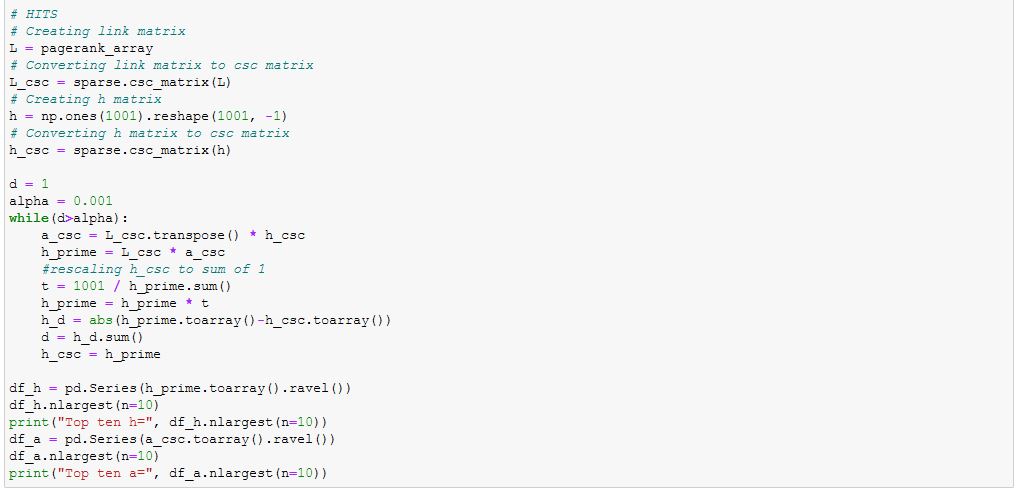 # HITS
# Creating link matrix
L = pagerank_array
# Converting link matrix to csc matrix
L_csc = sparse.csc_matrix(L)
# Creating h matrix
h = np.ones(1001).reshape(1001, -1)
# Converting h matrix to csc matrix
h_csc = sparse.csc_matrix(h)

d = 1
alpha = 0.001
while(d>alpha):
    a_csc = L_csc.transpose() * h_csc
    h_prime = L_csc * a_csc
    #rescaling h_csc to sum of 1
    t = 1001 / h_prime.sum()
    h_prime = h_prime * t
    h_d = abs(h_prime.toarray()-h_csc.toarray())
    d = h_d.sum()
    h_csc = h_prime

df_h = pd.Series(h_prime.toarray().ravel())
df_h.nlargest(n=10)
print("Top ten h=", df_h.nlargest(n=10))
df_a = pd.Series(a_csc.toarray().ravel())
df_a.nlargest(n=10)
print("Top ten a=", df_a.nlargest(n=10))